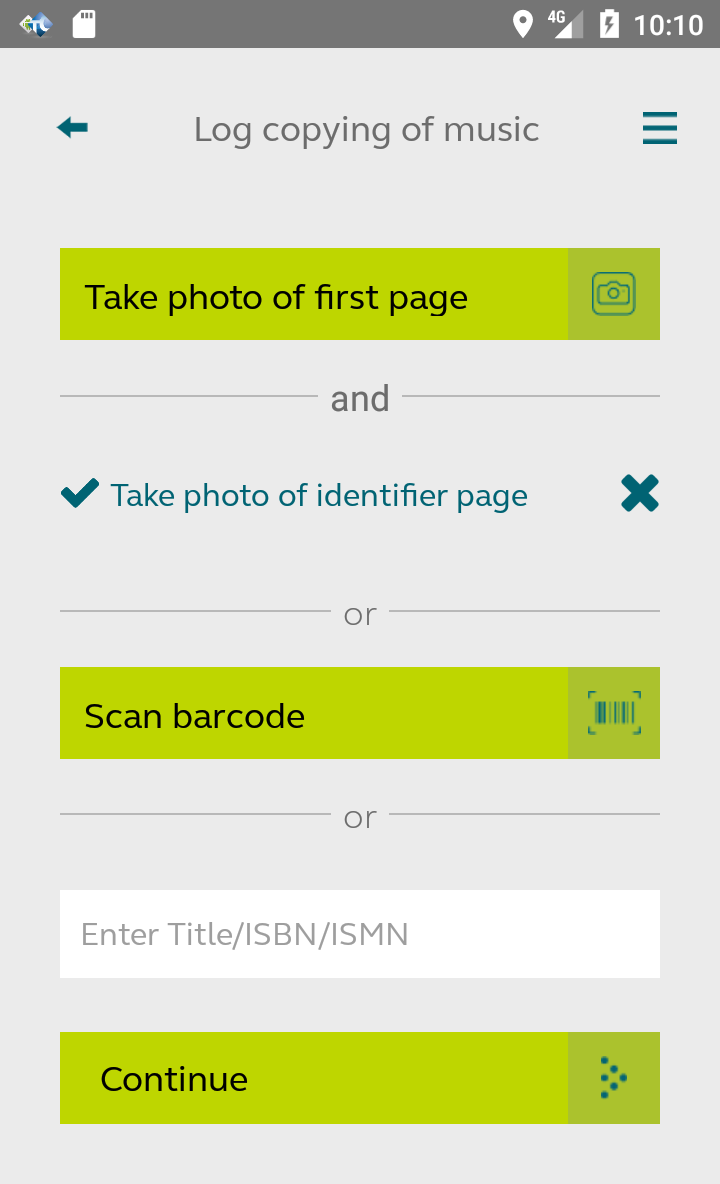 4G 10:10
Log copying of music
Take photo of first page
and
Take photo of identifier page
or
Scan barcode
or
Enter Title/ISBN/ISMN
Continue